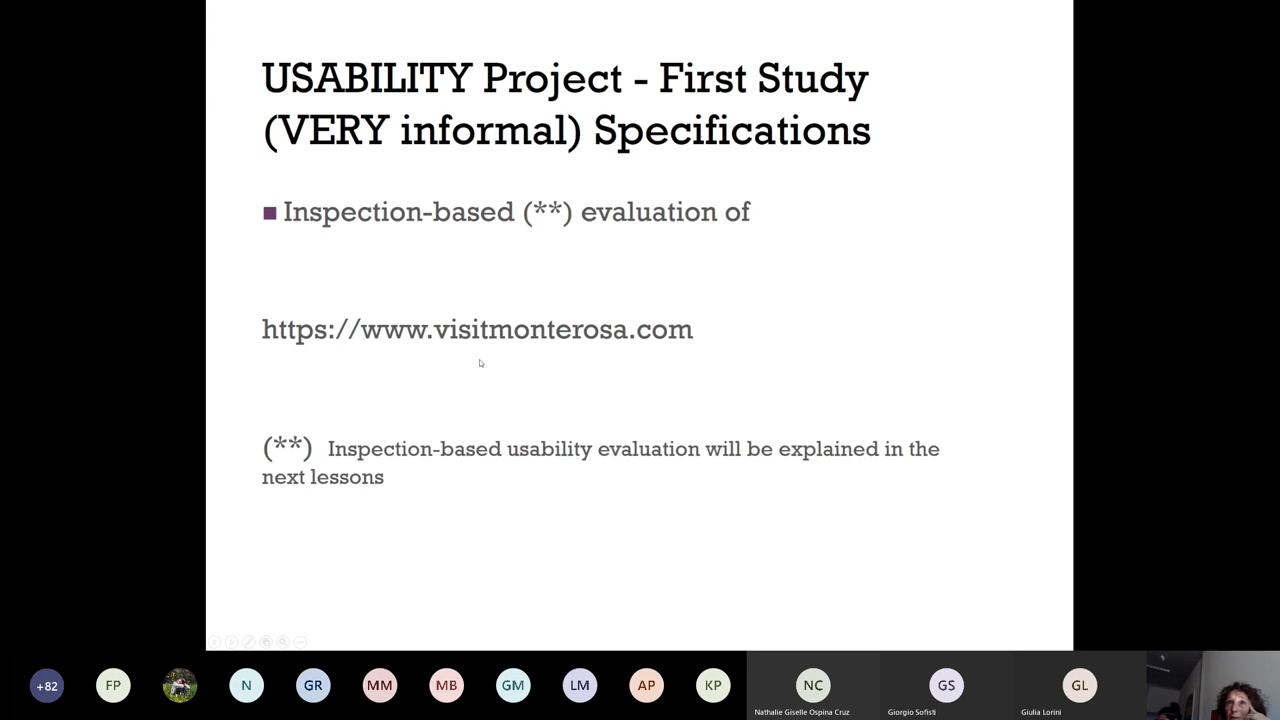 USABILITY Project - First Study
(VERY informal) Specifications
Inspection-based (**) evaluation of
https://www.visitmonterosa.com
(**) Inspection-based usability evaluation will be explained in the
next lessons
+82
FP
N
GR
MM
MB
GM
LM
AP
KP
NC
GS
GL
Nathalie Giselle Ospina Cruz
Giorgio Sofisti
Giulia Lorini